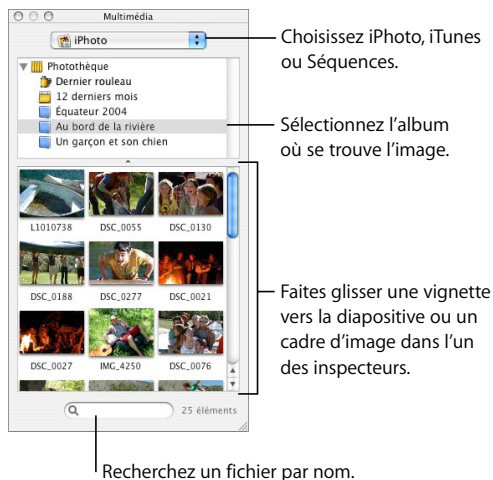 Multimédia
iPhoto
Choisissez iPhoto, iTunes
ou Séquences.
Photothèque
Dernier rouleau
12 derniers mois
Équateur 2004
Au bord de la rivière
Un garçon et son chien
Sélectionnez l'album
où se trouve l'image.
L1010738 DSC_0055 DSC_0130
DSC_0188 DSC_0277 DSC_0021
DSC_0027 IMG_4250 DSC_0076
Faites glisser une vignette
vers la diapositive ou un
cadre d'image dans l'un
des inspecteurs.
25 éléments
Recherchez un fichier par nom.